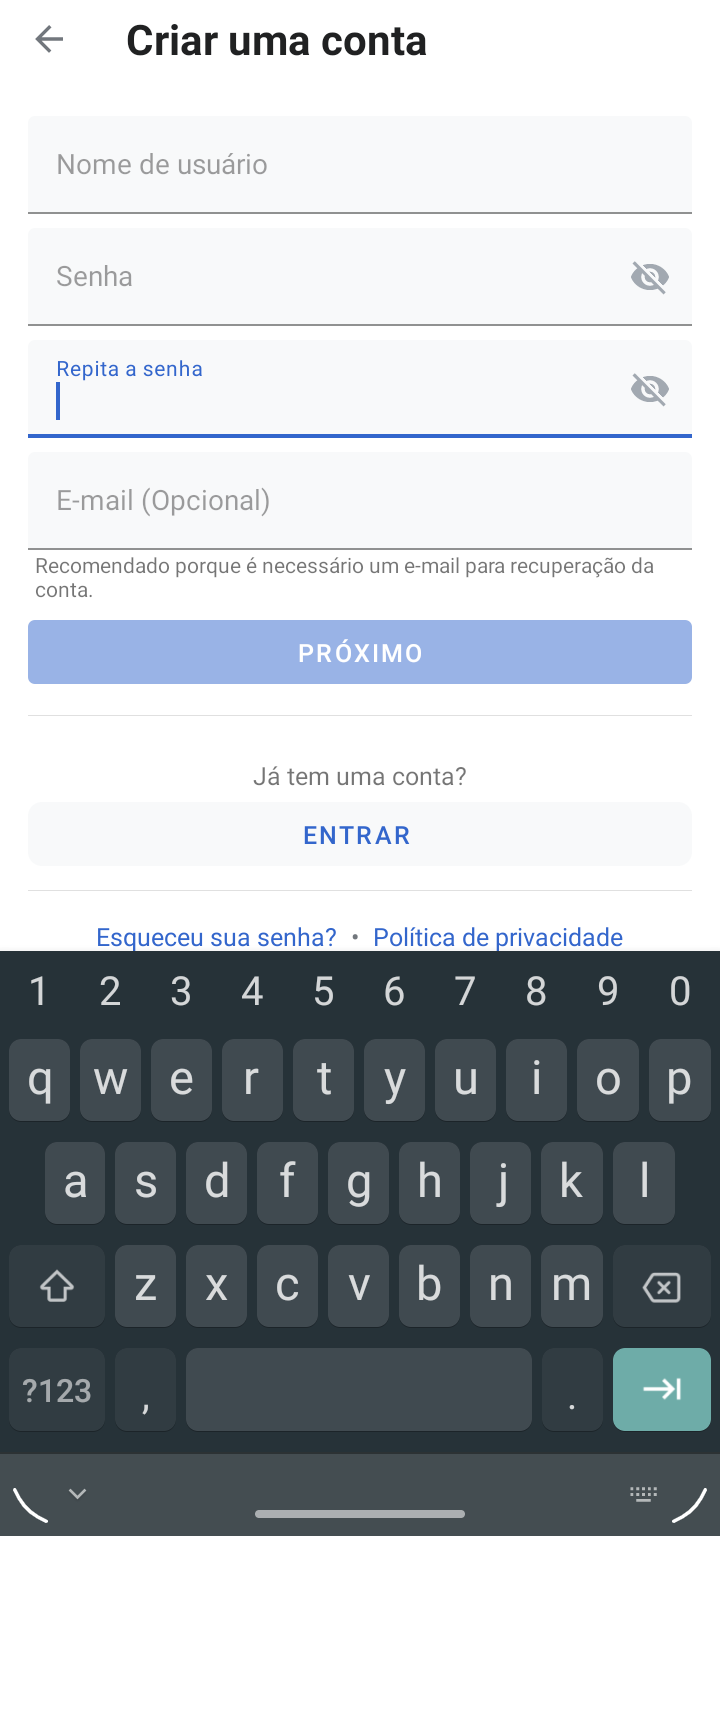 Criar uma conta
Nome de usuário
Senha
Repita a senha
E-mail (Opcional)
Recomendado porque é necessário um e-mail para recuperação da
conta.
PRÓXIMO
Já tem uma conta?
ENTRAR
Esqueceu sua senha? • Política de privacidade
1 2 3 4 5 6 7 8 9 0
q w e r t y u i o p
a s d f g h j k l
z x c v b n m
?123 , .